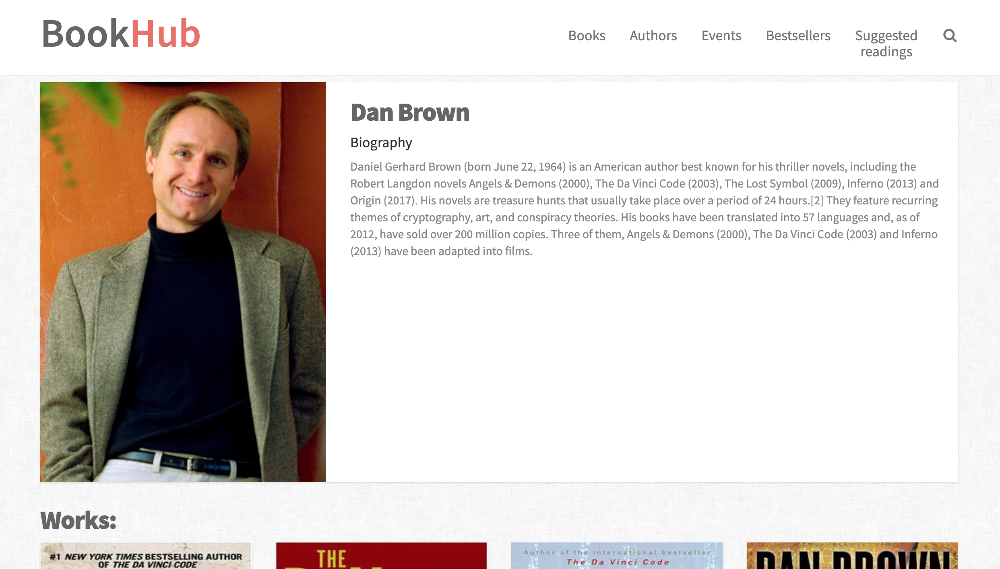 BookHub
Books Authors Events Bestsellers Suggested
readings
Dan Brown
Biography
Daniel Gerhard Brown (born June 22, 1964) is an American author best known for his thriller novels, including the
Robert Langdon novels Angels & Demons (2000), The Da Vinci Code (2003), The Lost Symbol (2009), Inferno (2013) and
Origin (2017). His novels are treasure hunts that usually take place over a period of 24 hours.[2] They feature recurring
themes of cryptography, art, and conspiracy theories. His books have been translated into 57 languages and, as of
2012, have sold over 200 million copies. Three of them, Angels & Demons (2000), The Da Vinci Code (2003) and Inferno
(2013) have been adapted into films.
Works:
#1 NEW YORK TIMES BESTSELLING AUTHOR
OF THE DA VINCI CODE
THE
Author of the international bestseller
The Da Vinci Code
DAN BROWN